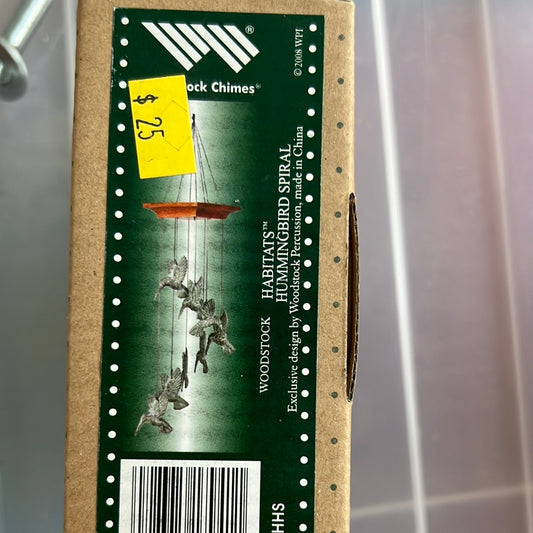 ®
ock Chimes®
$ 25
© 2008 WPI
WOODSTOCK HABITATS™
HUMMINGBIRD SPIRAL
Exclusive design by Woodstock Percussion, made in China
HHS